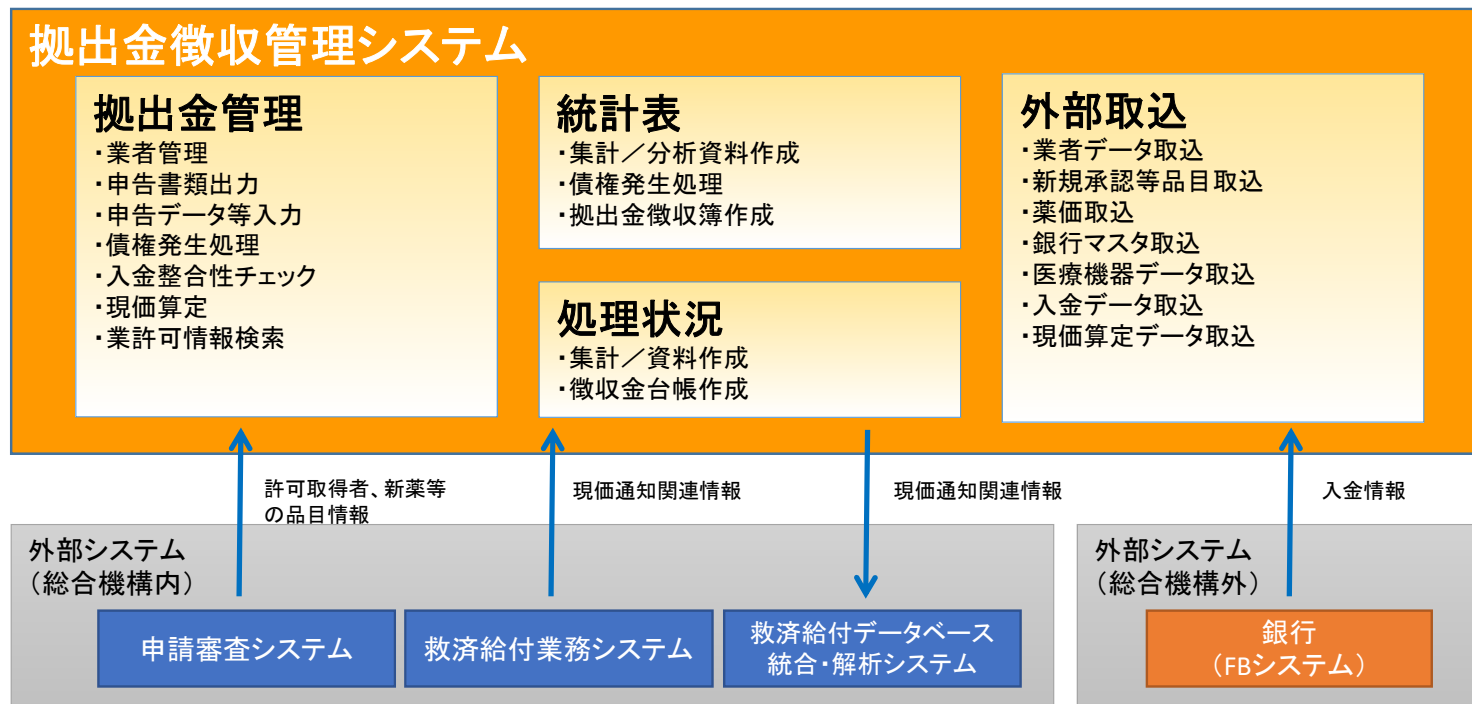 拠出金徴収管理システム
拠出金管理
・業者管理
・申告書類出力
・申告データ等入力
・債権発生処理
・入金整合性チェック
・現価算定
・業許可情報検索
統計表
・集計／分析資料作成
・債権発生処理
・拠出金徴収簿作成
処理状況
・集計／資料作成
・徴収金台帳作成
外部取込
・業者データ取込
・新規承認等品目取込
・薬価取込
・銀行マスタ取込
・医療機器データ取込
・入金データ取込
・現価算定データ取込
許可取得者、新薬等
の品目情報
現価通知関連情報
現価通知関連情報
入金情報
外部システム
（総合機構内）
申請審査システム
救済給付業務システム
救済給付データベース
統合・解析システム
外部システム
（総合機構外）
銀行
（FBシステム）